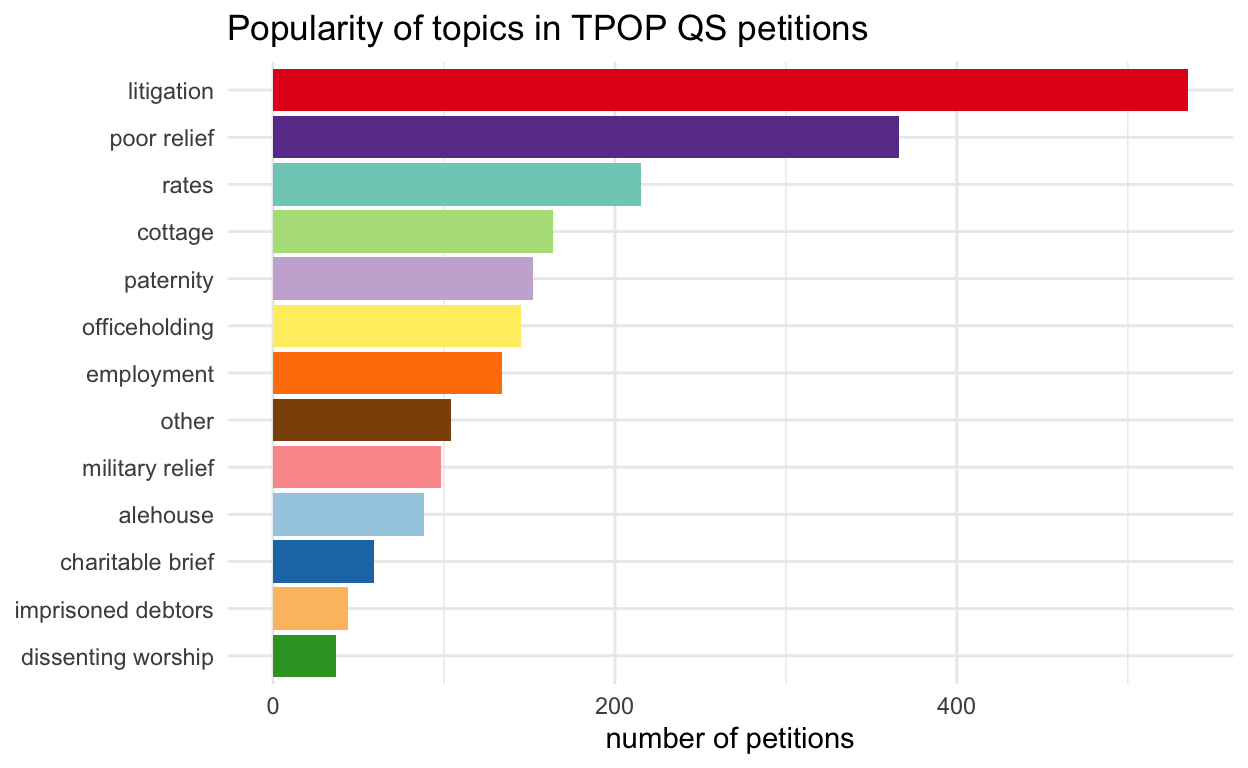 Popularity of topics in TPOP QS petitions
litigation
poor relief
rates
cottage
paternity
officeholding
employment
other
military relief
alehouse
charitable brief
imprisoned debtors
dissenting worship
0 200 400
number of petitions